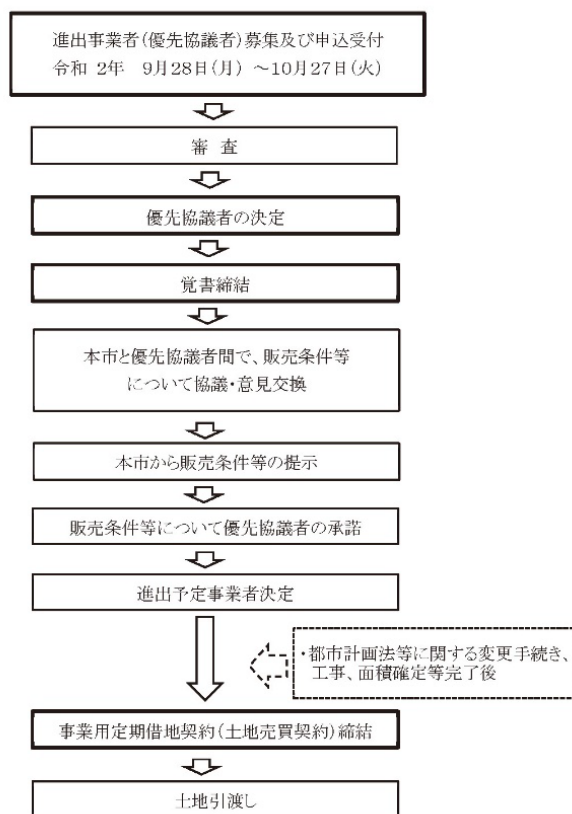 進出事業者(優先協議者)募集及び申込受付
令和 2年 9月28日(月) ～10月27日(火)
審 査
優先協議者の決定
覚書締結
本市と優先協議者間で、販売条件等
について協議・意見交換
本市から販売条件等の提示
販売条件等について優先協議者の承諾
進出予定事業者決定
・都市計画法等に関する変更手続き、
工事、面積確定等完了後
事業用定期借地契約(土地売買契約)締結
土地引渡し